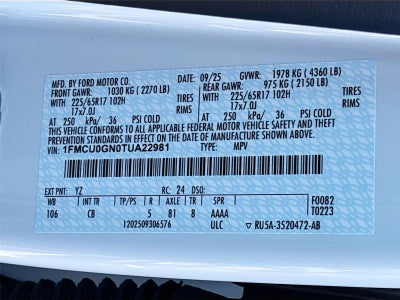 MFD. BY FORD MOTOR CO. 09/25 GVWR: 1978 KG (4360 LB)
FRONT GAWR: 1030 KG (2270 LB) REAR GAWR: 975 KG (2150 LB)
225/65R17 102H TIRES 225/65R17 102H TIRES
17x7.0J RIMS 17x7.0J RIMS
AT 250 kPa/ 36 PSI COLD AT 250 kPa/ 36 PSI COLD
THIS VEHICLE CONFORMS TO ALL APPLICABLE FEDERAL MOTOR VEHICLE SAFETY AND THEFT
PREVENTION STANDARDS IN EFFECT ON THE DATE OF MANUFACTURE SHOWN ABOVE.
VIN: 1FMCU0GN0TUA22981 TYPE: MPV
EXT PNT: YZ RC: 24 DSO: F0082
WB INT TR TP/PS R AXLE TR SPR T0223
106 CB 5 81 8 AAAA
1202509306576 ULC RU5A-3520472-AB